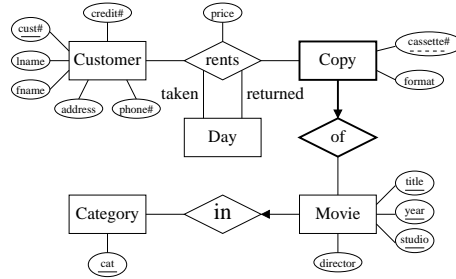 credit#
price
cust#
cassette#
Customer
rents
Copy
lname
fname
format
address
phone#
taken
returned
Day
of
title
Category
in
Movie
year
studio
cat
director